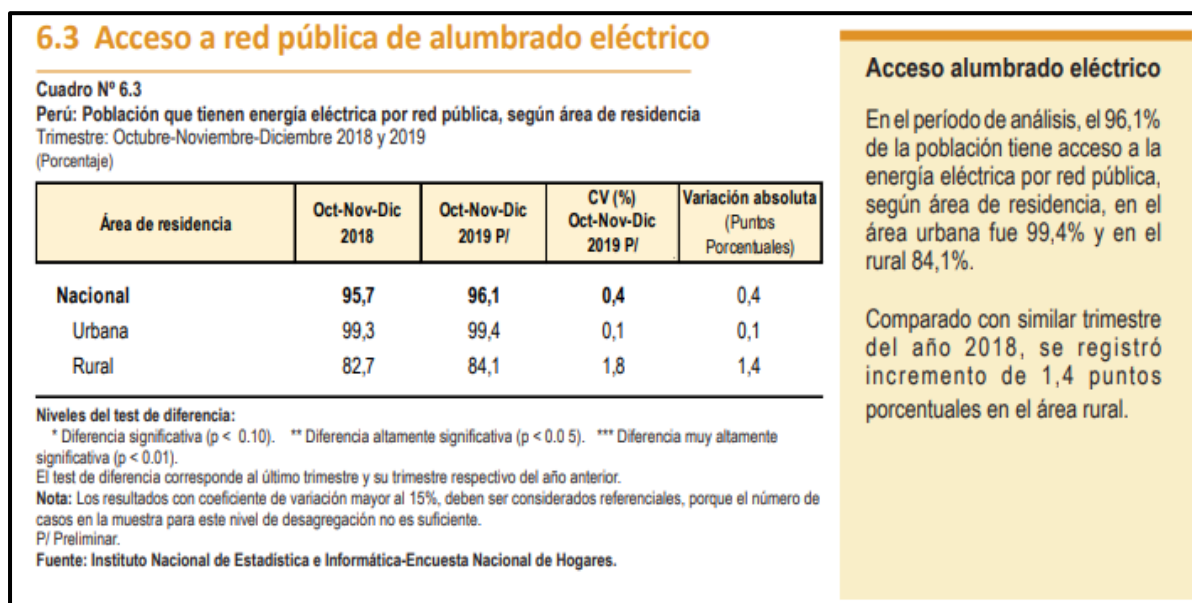 6.3 Acceso a red pública de alumbrado eléctrico
Cuadro Nº 6.3
Perú: Población que tienen energía eléctrica por red pública, según área de residencia
Trimestre: Octubre-Noviembre-Diciembre 2018 y 2019
(Porcentaje)
Área de residencia
Oct-Nov-Dic
2018
Oct-Nov-Dic
2019 P/
CV (%)
Oct-Nov-Dic
2019 P/
Variación absoluta
(Puntos
Porcentuales)
Nacional 95,7 96,1 0,4 0,4
Urbana 99,3 99,4 0,1 0,1
Rural 82,7 84,1 1,8 1,4
Niveles del test de diferencia:
* Diferencia significativa (p < 0.10). ** Diferencia altamente significativa (p < 0.0 5). *** Diferencia muy altamente
significativa (p < 0.01).
El test de diferencia corresponde al último trimestre y su trimestre respectivo del año anterior.
Nota: Los resultados con coeficiente de variación mayor al 15%, deben ser considerados referenciales, porque el número de
casos en la muestra para este nivel de desagregación no es suficiente.
P/ Preliminar.
Fuente: Instituto Nacional de Estadística e Informática-Encuesta Nacional de Hogares.
Acceso alumbrado eléctrico
En el período de análisis, el 96,1%
de la población tiene acceso a la
energía eléctrica por red pública,
según área de residencia, en el
área urbana fue 99,4% y en el
rural 84,1%.
Comparado con similar trimestre
del año 2018, se registró
incremento de 1,4 puntos
porcentuales en el área rural.